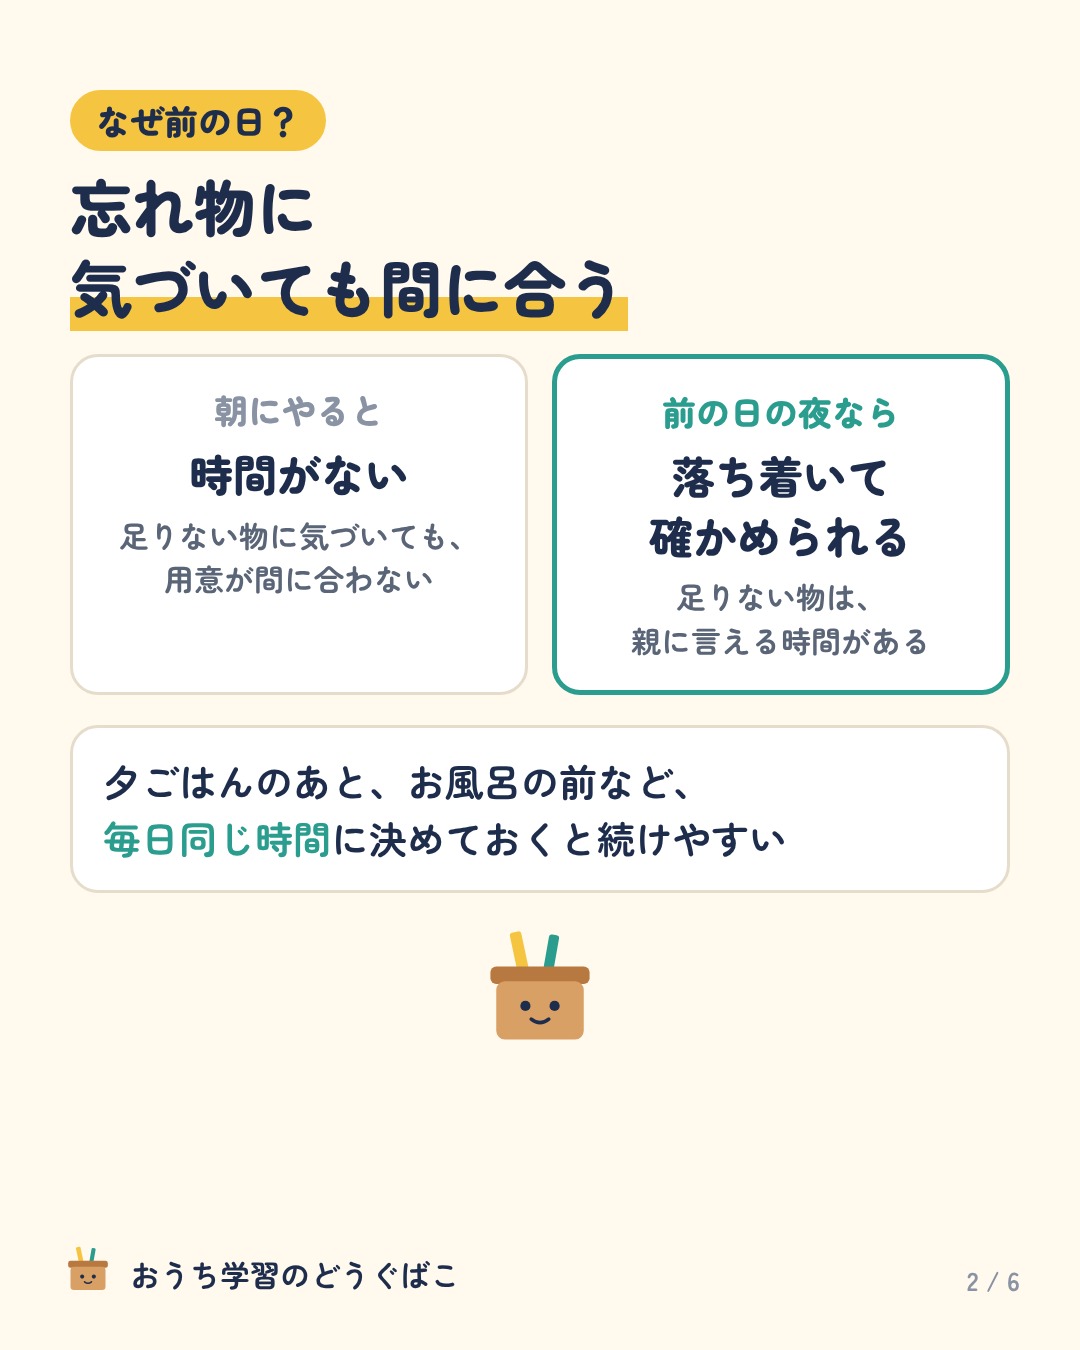 なぜ前の日？
忘れ物に
気づいても間に合う
朝にやると
時間がない
足りない物に気づいても、
用意が間に合わない
前の日の夜なら
落ち着いて
確かめられる
足りない物は、
親に言える時間がある
夕ごはんのあと、お風呂の前など、
毎日同じ時間に決めておくと続けやすい
おうち学習のどうぐばこ
2 / 6